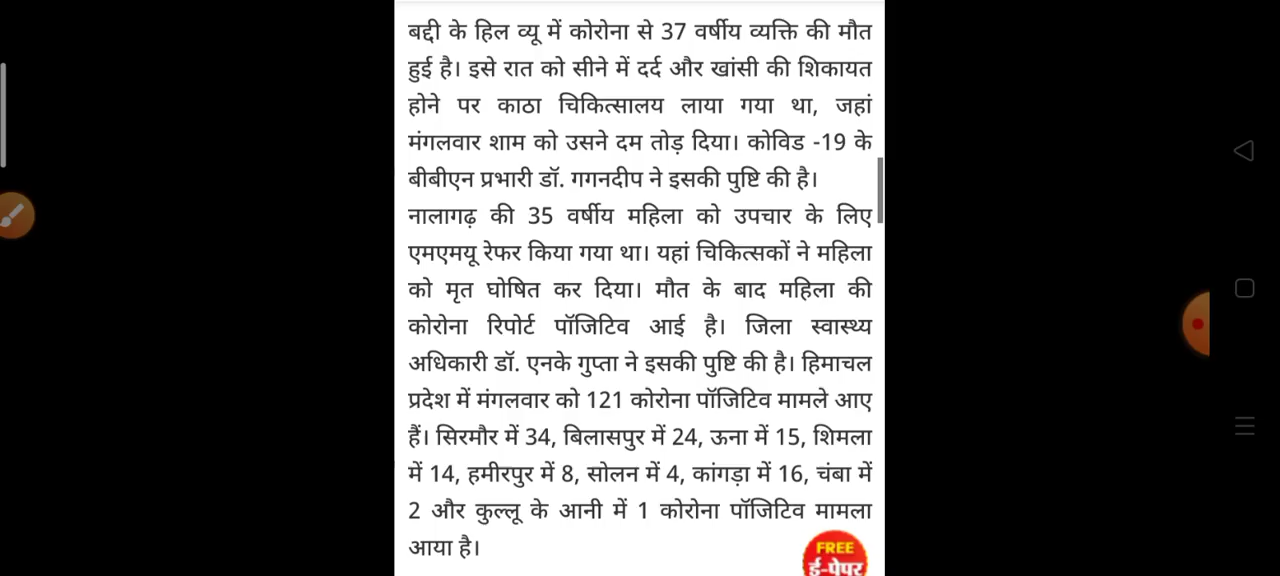 बद्दी के हिल व्यू में कोरोना से 37 वर्षीय व्यक्ति की मौत
हुई है। इसे रात को सीने में दर्द और खांसी की शिकायत
होने पर काठा चिकित्सालय लाया गया था, जहां
मंगलवार शाम को उसने दम तोड़ दिया। कोविड -19 के
बीबीएन प्रभारी डॉ. गगनदीप ने इसकी पुष्टि की है।
नालागढ़ की 35 वर्षीय महिला को उपचार के लिए
एमएमयू रेफर किया गया था। यहां चिकित्सकों ने महिला
को मृत घोषित कर दिया। मौत के बाद महिला की
कोरोना रिपोर्ट पॉजिटिव आई है। जिला स्वास्थ्य
अधिकारी डॉ. एनके गुप्ता ने इसकी पुष्टि की है। हिमाचल
प्रदेश में मंगलवार को 121 कोरोना पॉजिटिव मामले आए
हैं। सिरमौर में 34, बिलासपुर में 24, ऊना में 15, शिमला
में 14, हमीरपुर में 8, सोलन में 4, कांगड़ा में 16, चंबा में
2 और कुल्लू के आनी में 1 कोरोना पॉजिटिव मामला
आया है।
FREE
ई-पेपर